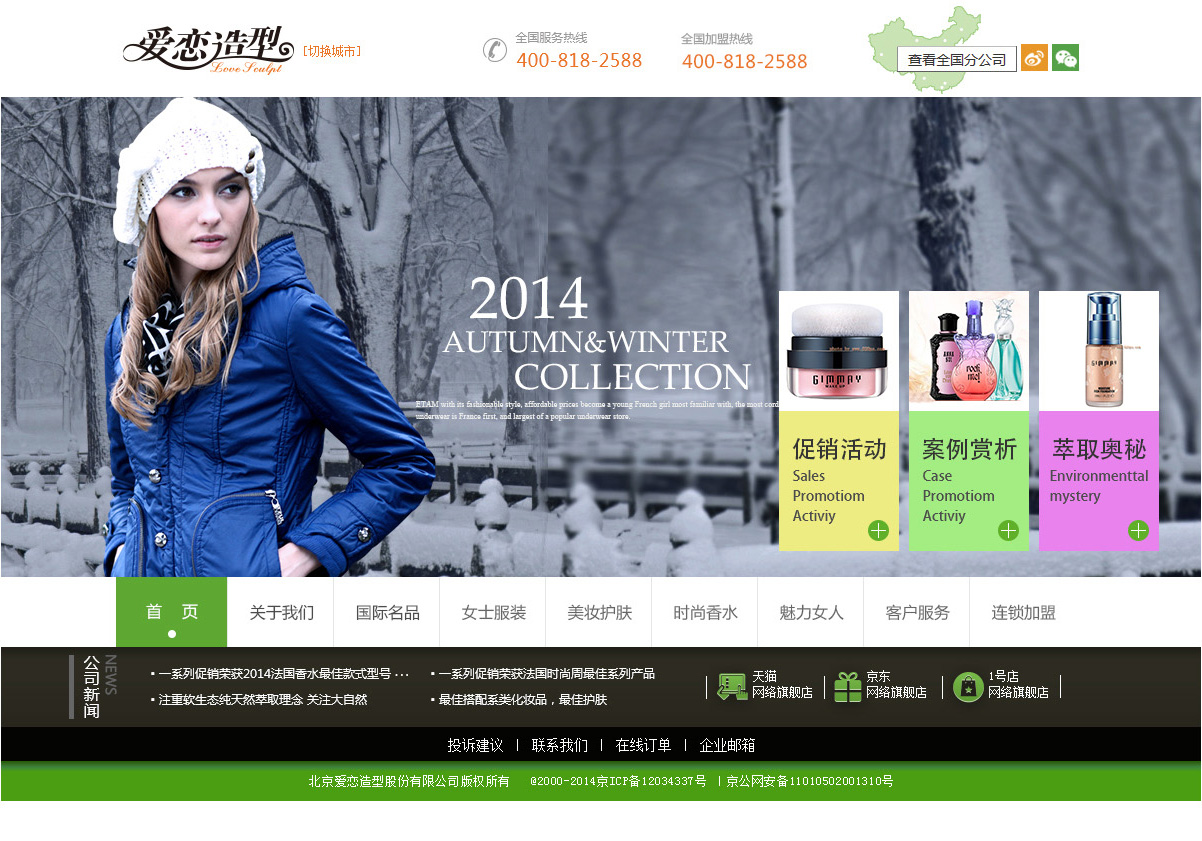 爱恋造型
Love Sculpt
[切换城市]
全国服务热线
400-818-2588
全国加盟热线
400-818-2588
查看全国分公司
2014
AUTUMN&WINTER
COLLECTION
ETAM with its fashionable style, affordable prices become a young French girl most familiar with, the most cord
underwear is France first, and largest of a popular underwear store.
GIMMAY
MAKE UP
GIMMAY
促销活动
Sales
Promotiom
Activiy
案例赏析
Case
Promotiom
Activiy
萃取奥秘
Environmenttal
mystery
首 页
关于我们
国际名品
女士服装
美妆护肤
时尚香水
魅力女人
客户服务
连锁加盟
公司新闻
NEWS
一系列促销荣获2014法国香水最佳款式型号 ···
一系列促销荣获法国时尚周最佳系列产品
注重软生态纯天然萃取理念 关注大自然
最佳搭配系类化妆品，最佳护肤
天猫
网络旗舰店
京东
网络旗舰店
1号店
网络旗舰店
投诉建议 | 联系我们 | 在线订单 | 企业邮箱
北京爱恋造型股份有限公司版权所有 @2000-2014京ICP备12034337号 | 京公网安备11010502001310号